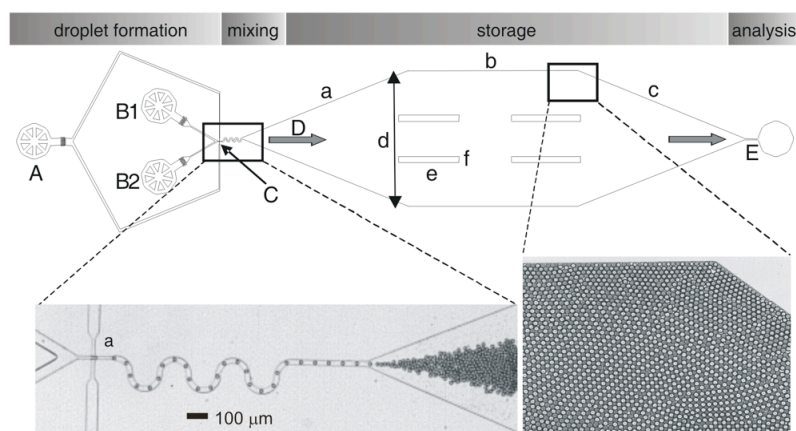 droplet formation
mixing
storage
analysis
A
B1
B2
C
D
a
b
c
d
e
f
E
a
100 μm